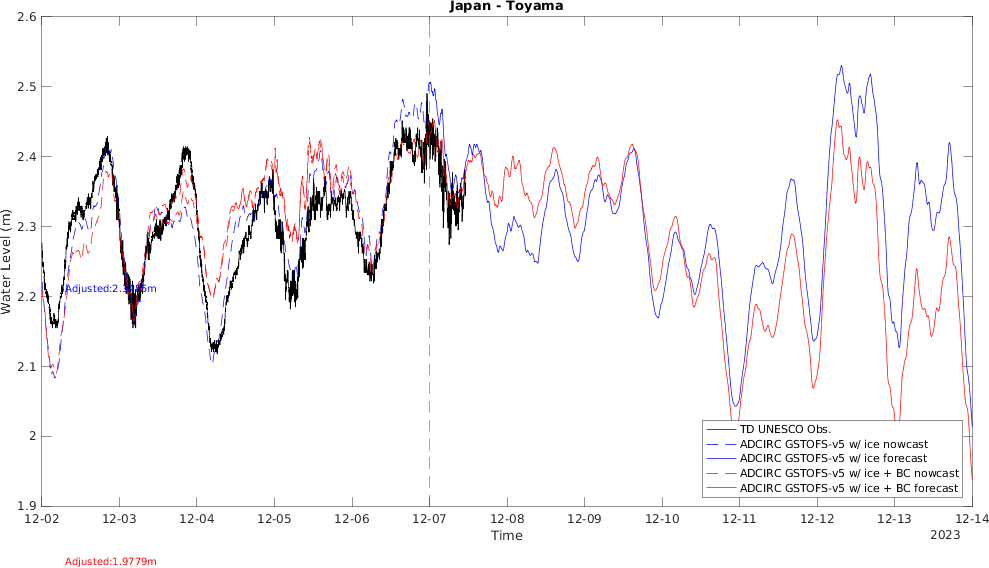 Japan - Toyama
2.6
2.5
2.4
2.3
2.2
2.1
2
1.9
Water Level (m)
TD UNESCO Obs.
ADCIRC GSTOFS-v5 w/ ice nowcast
ADCIRC GSTOFS-v5 w/ ice forecast
ADCIRC GSTOFS-v5 w/ ice + BC nowcast
ADCIRC GSTOFS-v5 w/ ice + BC forecast
12-02 12-03 12-04 12-05 12-06 12-07 12-08 12-09 12-10 12-11 12-12 12-13 12-14
Time
2023
Adjusted:1.9779m